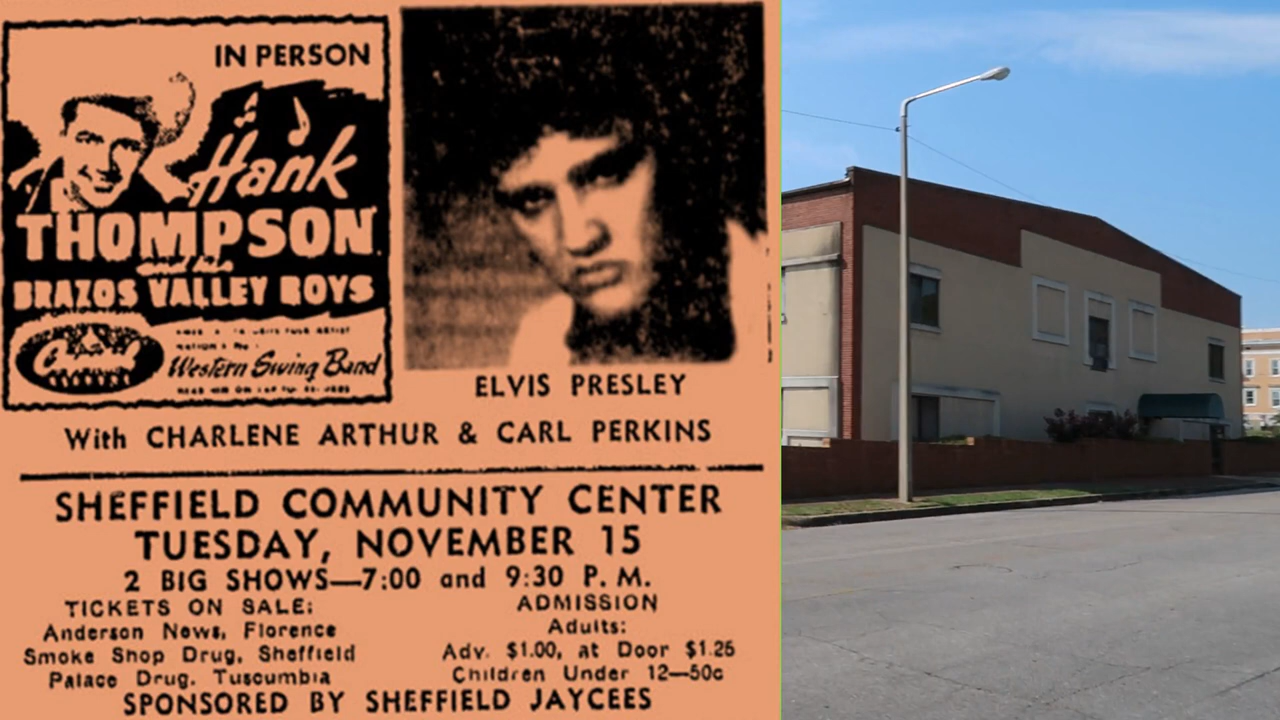 IN PERSON
Hank
THOMPSON
and his
BRAZOS VALLEY BOYS
Western Swing Band
ELVIS PRESLEY
With CHARLENE ARTHUR & CARL PERKINS
SHEFFIELD COMMUNITY CENTER
TUESDAY, NOVEMBER 15
2 BIG SHOWS—7:00 and 9:30 P. M.
TICKETS ON SALE:
Anderson News, Florence
Smoke Shop Drug, Sheffield
Palace Drug, Tuscumbia
ADMISSION
Adults:
Adv. $1.00, at Door $1.25
Children Under 12—50c
SPONSORED BY SHEFFIELD JAYCEES